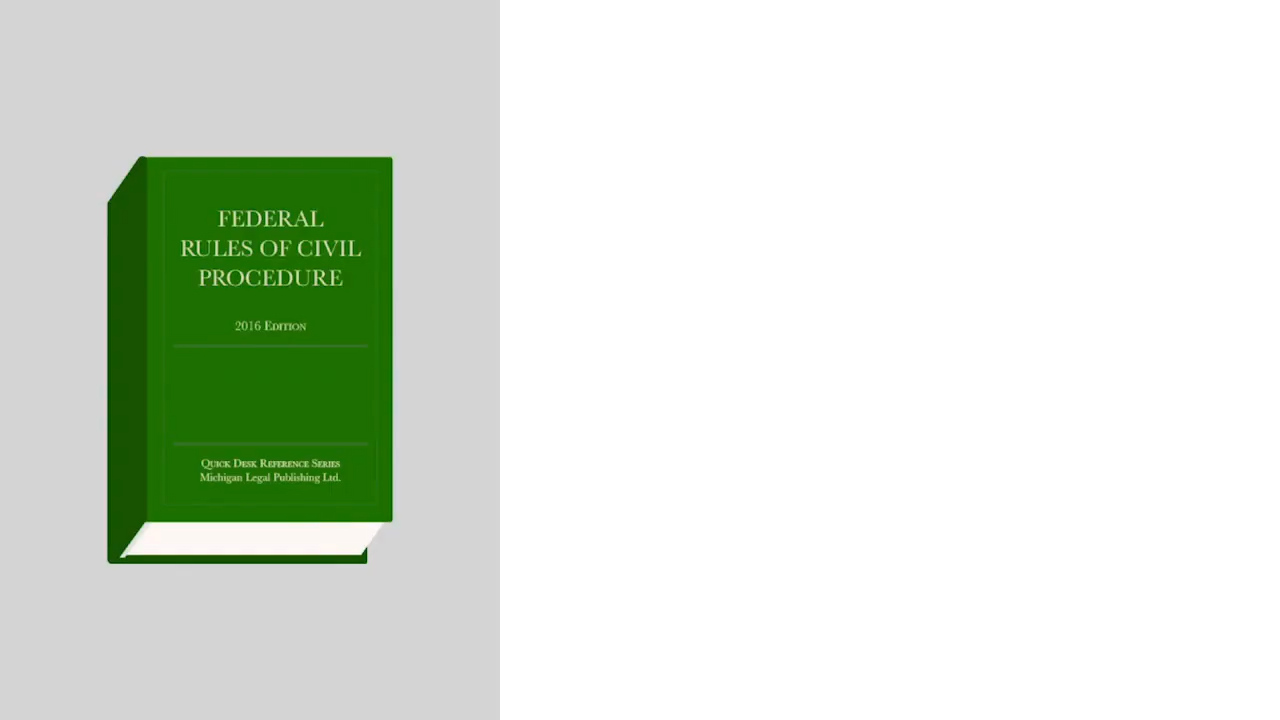 FEDERAL
RULES OF CIVIL
PROCEDURE
2016 Edition
Quick Desk Reference Series
Michigan Legal Publishing Ltd.